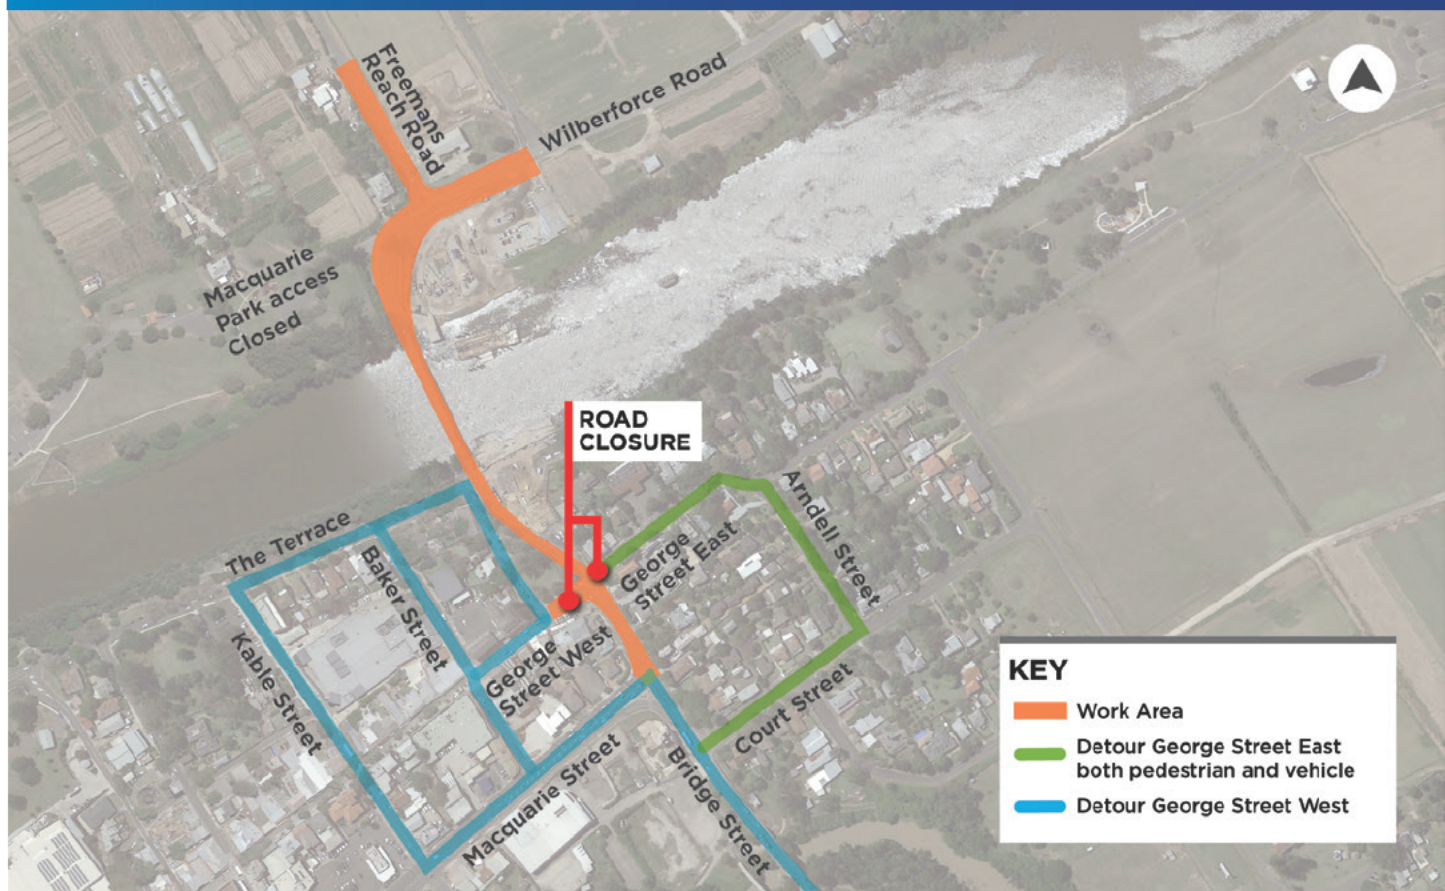 Freemans
Reach Road
Wilberforce Road
Macquarie
Park access
Closed
ROAD
CLOSURE
The Terrace
Baker Street
Kable Street
George
Street East
Arndell Street
George
Street West
Court Street
Macquarie Street
Bridge Street
KEY
Work Area
Detour George Street East
both pedestrian and vehicle
Detour George Street West